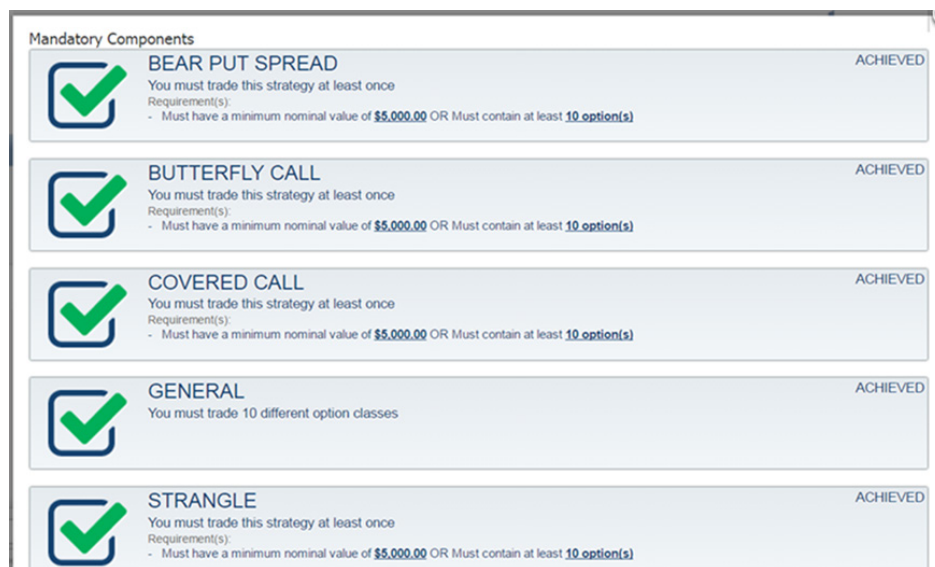 Mandatory Components
BEAR PUT SPREAD
ACHIEVED
You must trade this strategy at least once
Requirement(s):
- Must have a minimum nominal value of $5,000.00 OR Must contain at least 10 option(s)
BUTTERFLY CALL
ACHIEVED
You must trade this strategy at least once
Requirement(s):
- Must have a minimum nominal value of $5,000.00 OR Must contain at least 10 option(s)
COVERED CALL
ACHIEVED
You must trade this strategy at least once
Requirement(s):
- Must have a minimum nominal value of $5,000.00 OR Must contain at least 10 option(s)
GENERAL
ACHIEVED
You must trade 10 different option classes
STRANGLE
ACHIEVED
You must trade this strategy at least once
Requirement(s):
- Must have a minimum nominal value of $5,000.00 OR Must contain at least 10 option(s)